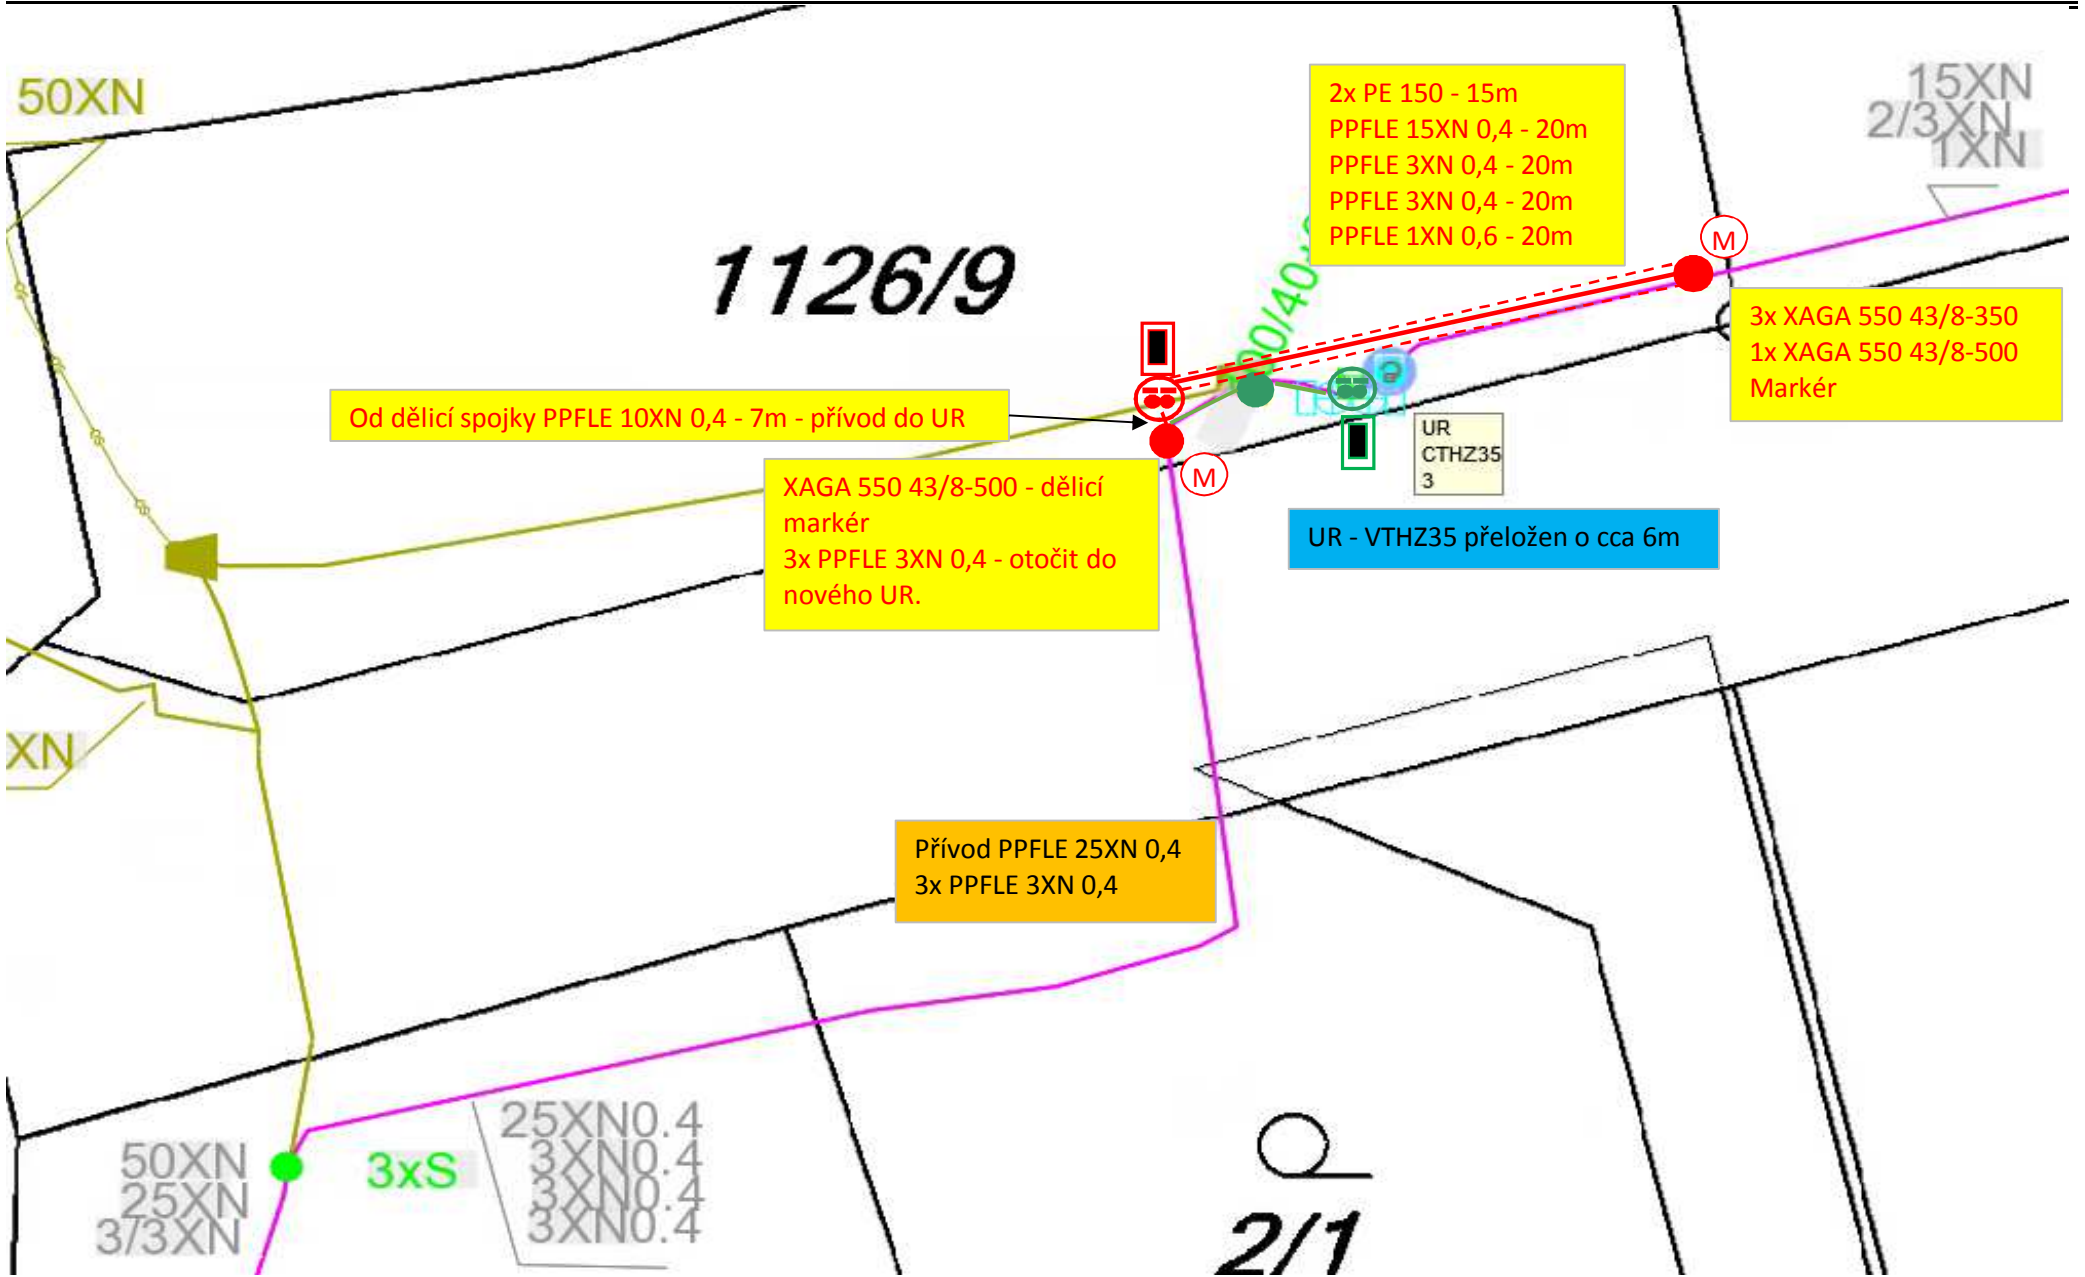 50XN
2x PE 150 - 15m
PPFLE 15XN 0,4 - 20m
PPFLE 3XN 0,4 - 20m
PPFLE 3XN 0,4 - 20m
PPFLE 1XN 0,6 - 20m
15XN
2/3XN
1XN
1126/9
M
3x XAGA 550 43/8-350
1x XAGA 550 43/8-500
Markér
Od dělicí spojky PPFLE 10XN 0,4 - 7m - přívod do UR
M
UR
CTHZ35
3
XAGA 550 43/8-500 - dělicí
markér
3x PPFLE 3XN 0,4 - otočit do
nového UR.
UR - VTHZ35 přeložen o cca 6m
XN
Přívod PPFLE 25XN 0,4
3x PPFLE 3XN 0,4
50XN
25XN
3/3XN
3xS
25XN0.4
3XN0.4
3XN0.4
3XN0.4
2/1